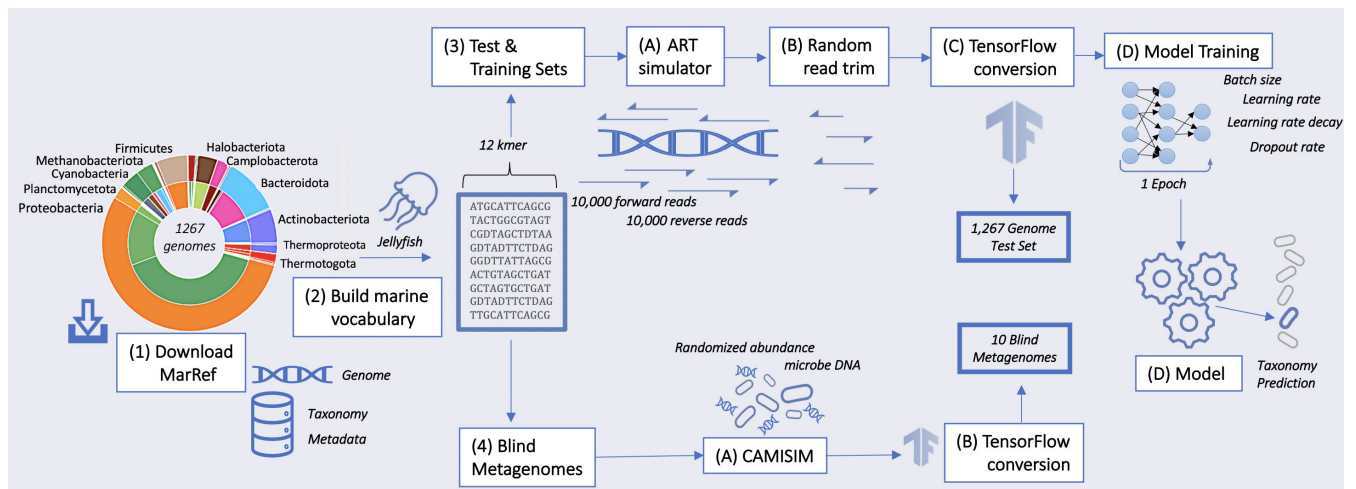 (3) Test &
Training Sets
(A) ART
simulator
(B) Random
read trim
(C) TensorFlow
conversion
(D) Model Training
Batch size
Learning rate
Learning rate decay
Dropout rate
1 Epoch
12 kmer
Firmicutes
Halobacteriota
Methanobacteriota
Camplobacterota
Cyanobacteria
Bacteroidota
Planctomycetota
Proteobacteria
Actinobacteriota
1267
genomes
Thermoproteota
Thermotogota
Jellyfish
ATGCATTCAGCG
TACTGGCGTAGT
CGDTAGCTDTAA
GDTADTTCTDAG
GGDTTATTAGCG
ACTGTAGCTGAT
GCTAGTGCTGAT
GDTADTTCTDAG
TTGCATTCAGCG
10,000 forward reads
10,000 reverse reads
1,267 Genome
Test Set
(2) Build marine
vocabulary
(1) Download
MarRef
Genome
Taxonomy
Metadata
10 Blind
Metagenomes
Randomized abundance
microbe DNA
(D) Model
Taxonomy
Prediction
(4) Blind
Metagenomes
(A) CAMISIM
(B) TensorFlow
conversion